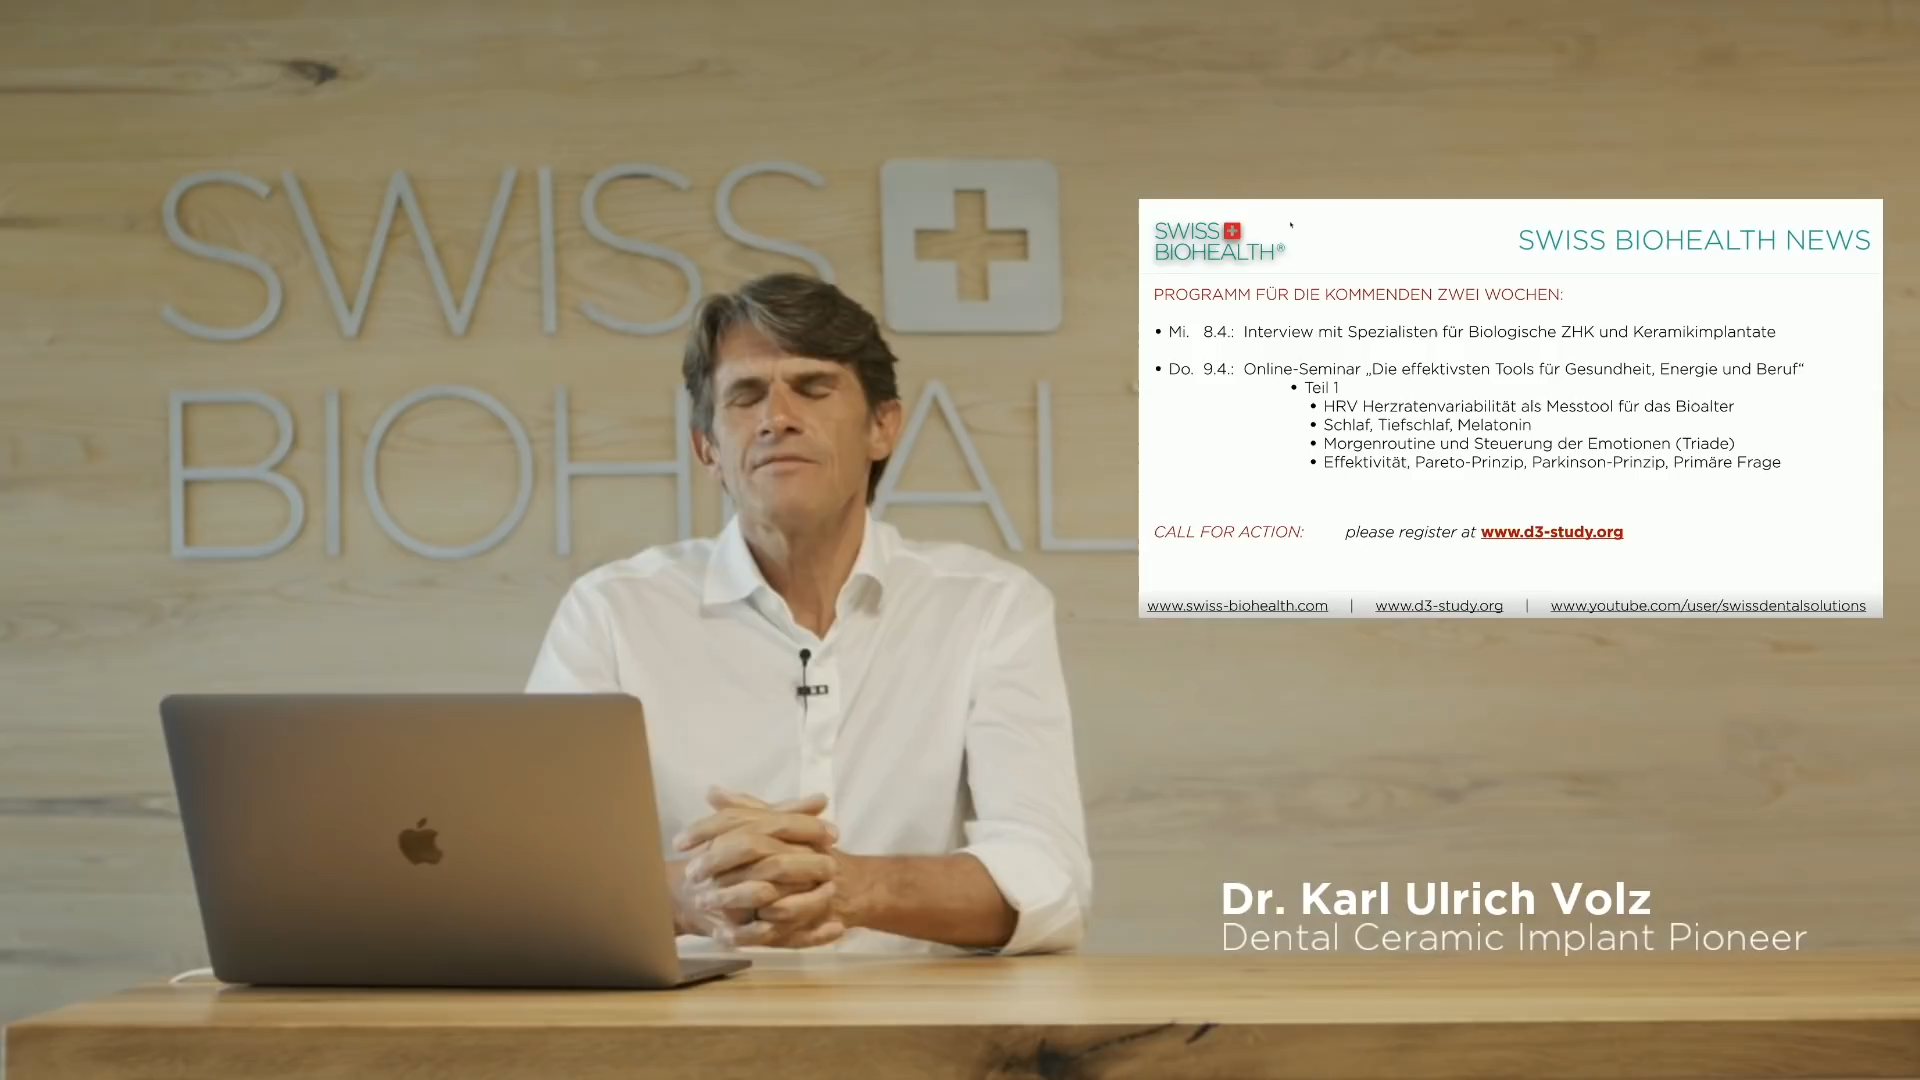 SWISS
BIOHEAL
SWISS
BIOHEALTH®
SWISS BIOHEALTH NEWS
PROGRAMM FÜR DIE KOMMENDEN ZWEI WOCHEN:
• Mi. 8.4.: Interview mit Spezialisten für Biologische ZHK und Keramikimplantate
• Do. 9.4.: Online-Seminar „Die effektivsten Tools für Gesundheit, Energie und Beruf“
• Teil 1
• HRV Herzratenvariabilität als Messtool für das Bioalter
• Schlaf, Tiefschlaf, Melatonin
• Morgenroutine und Steuerung der Emotionen (Triade)
• Effektivität, Pareto-Prinzip, Parkinson-Prinzip, Primäre Frage
CALL FOR ACTION: please register at www.d3-study.org
www.swiss-biohealth.com | www.d3-study.org | www.youtube.com/user/swissdentalsolutions
Dr. Karl Ulrich Volz
Dental Ceramic Implant Pioneer